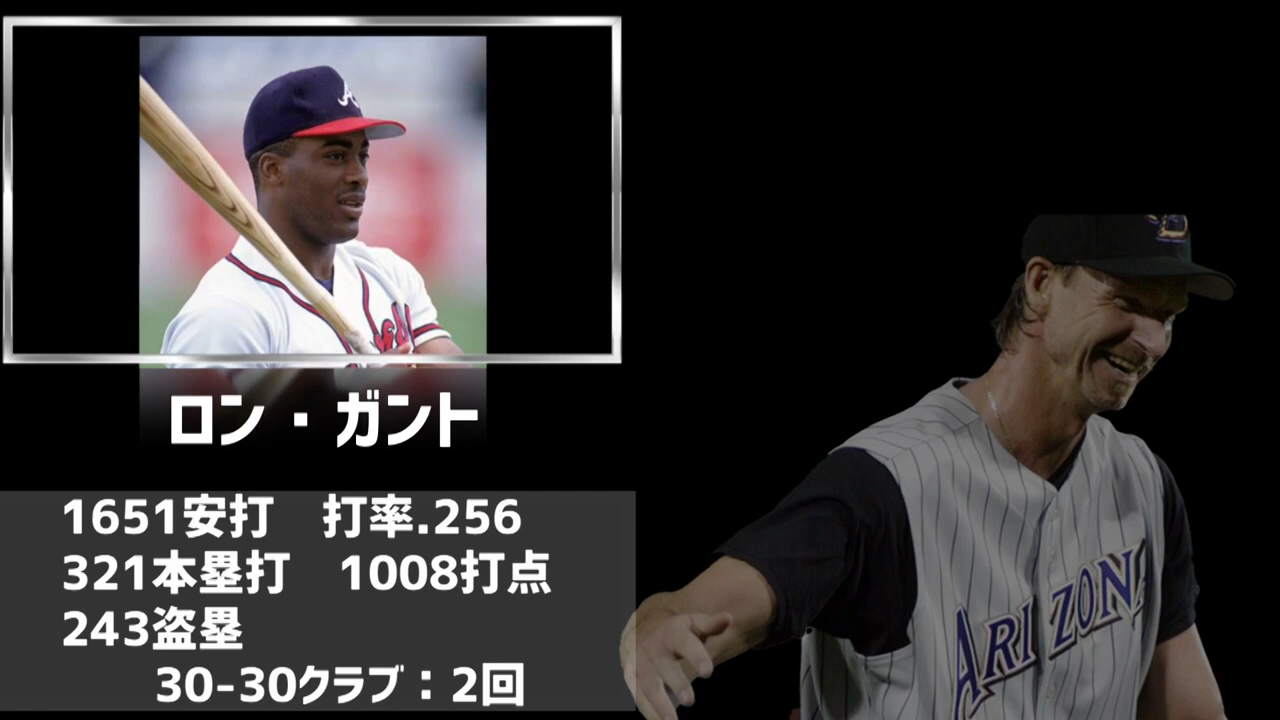 ロン・ガント
1651安打　打率.256
321本塁打　1008打点
243盗塁
30-30クラブ：2回
ARIZONA